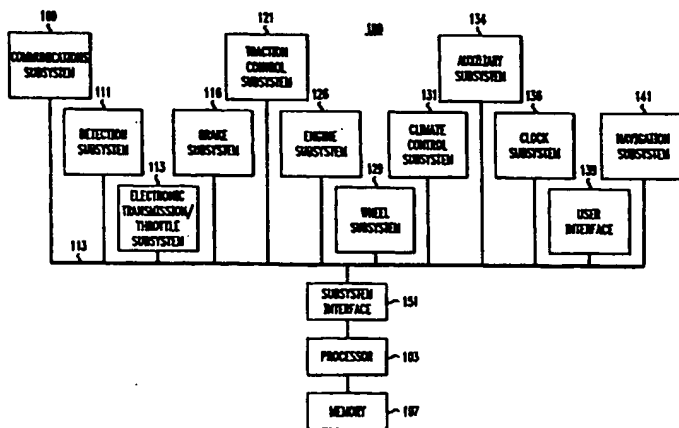 109
121
100
134
COMMUNICATIONS
SUBSYSTEM
TRACTION
CONTROL
SUBSYSTEM
AUXILIARY
SUBSYSTEM
111
116
126
131
136
141
DETECTION
SUBSYSTEM
BRAKE
SUBSYSTEM
ENGINE
SUBSYSTEM
CLIMATE
CONTROL
SUBSYSTEM
CLOCK
SUBSYSTEM
NAVIGATION
SUBSYSTEM
113
129
139
ELECTRONIC
TRANSMISSION/
THROTTLE
SUBSYSTEM
WHEEL
SUBSYSTEM
USER
INTERFACE
113
SUBSYSTEM
INTERFACE
151
PROCESSOR
103
MEMORY
107